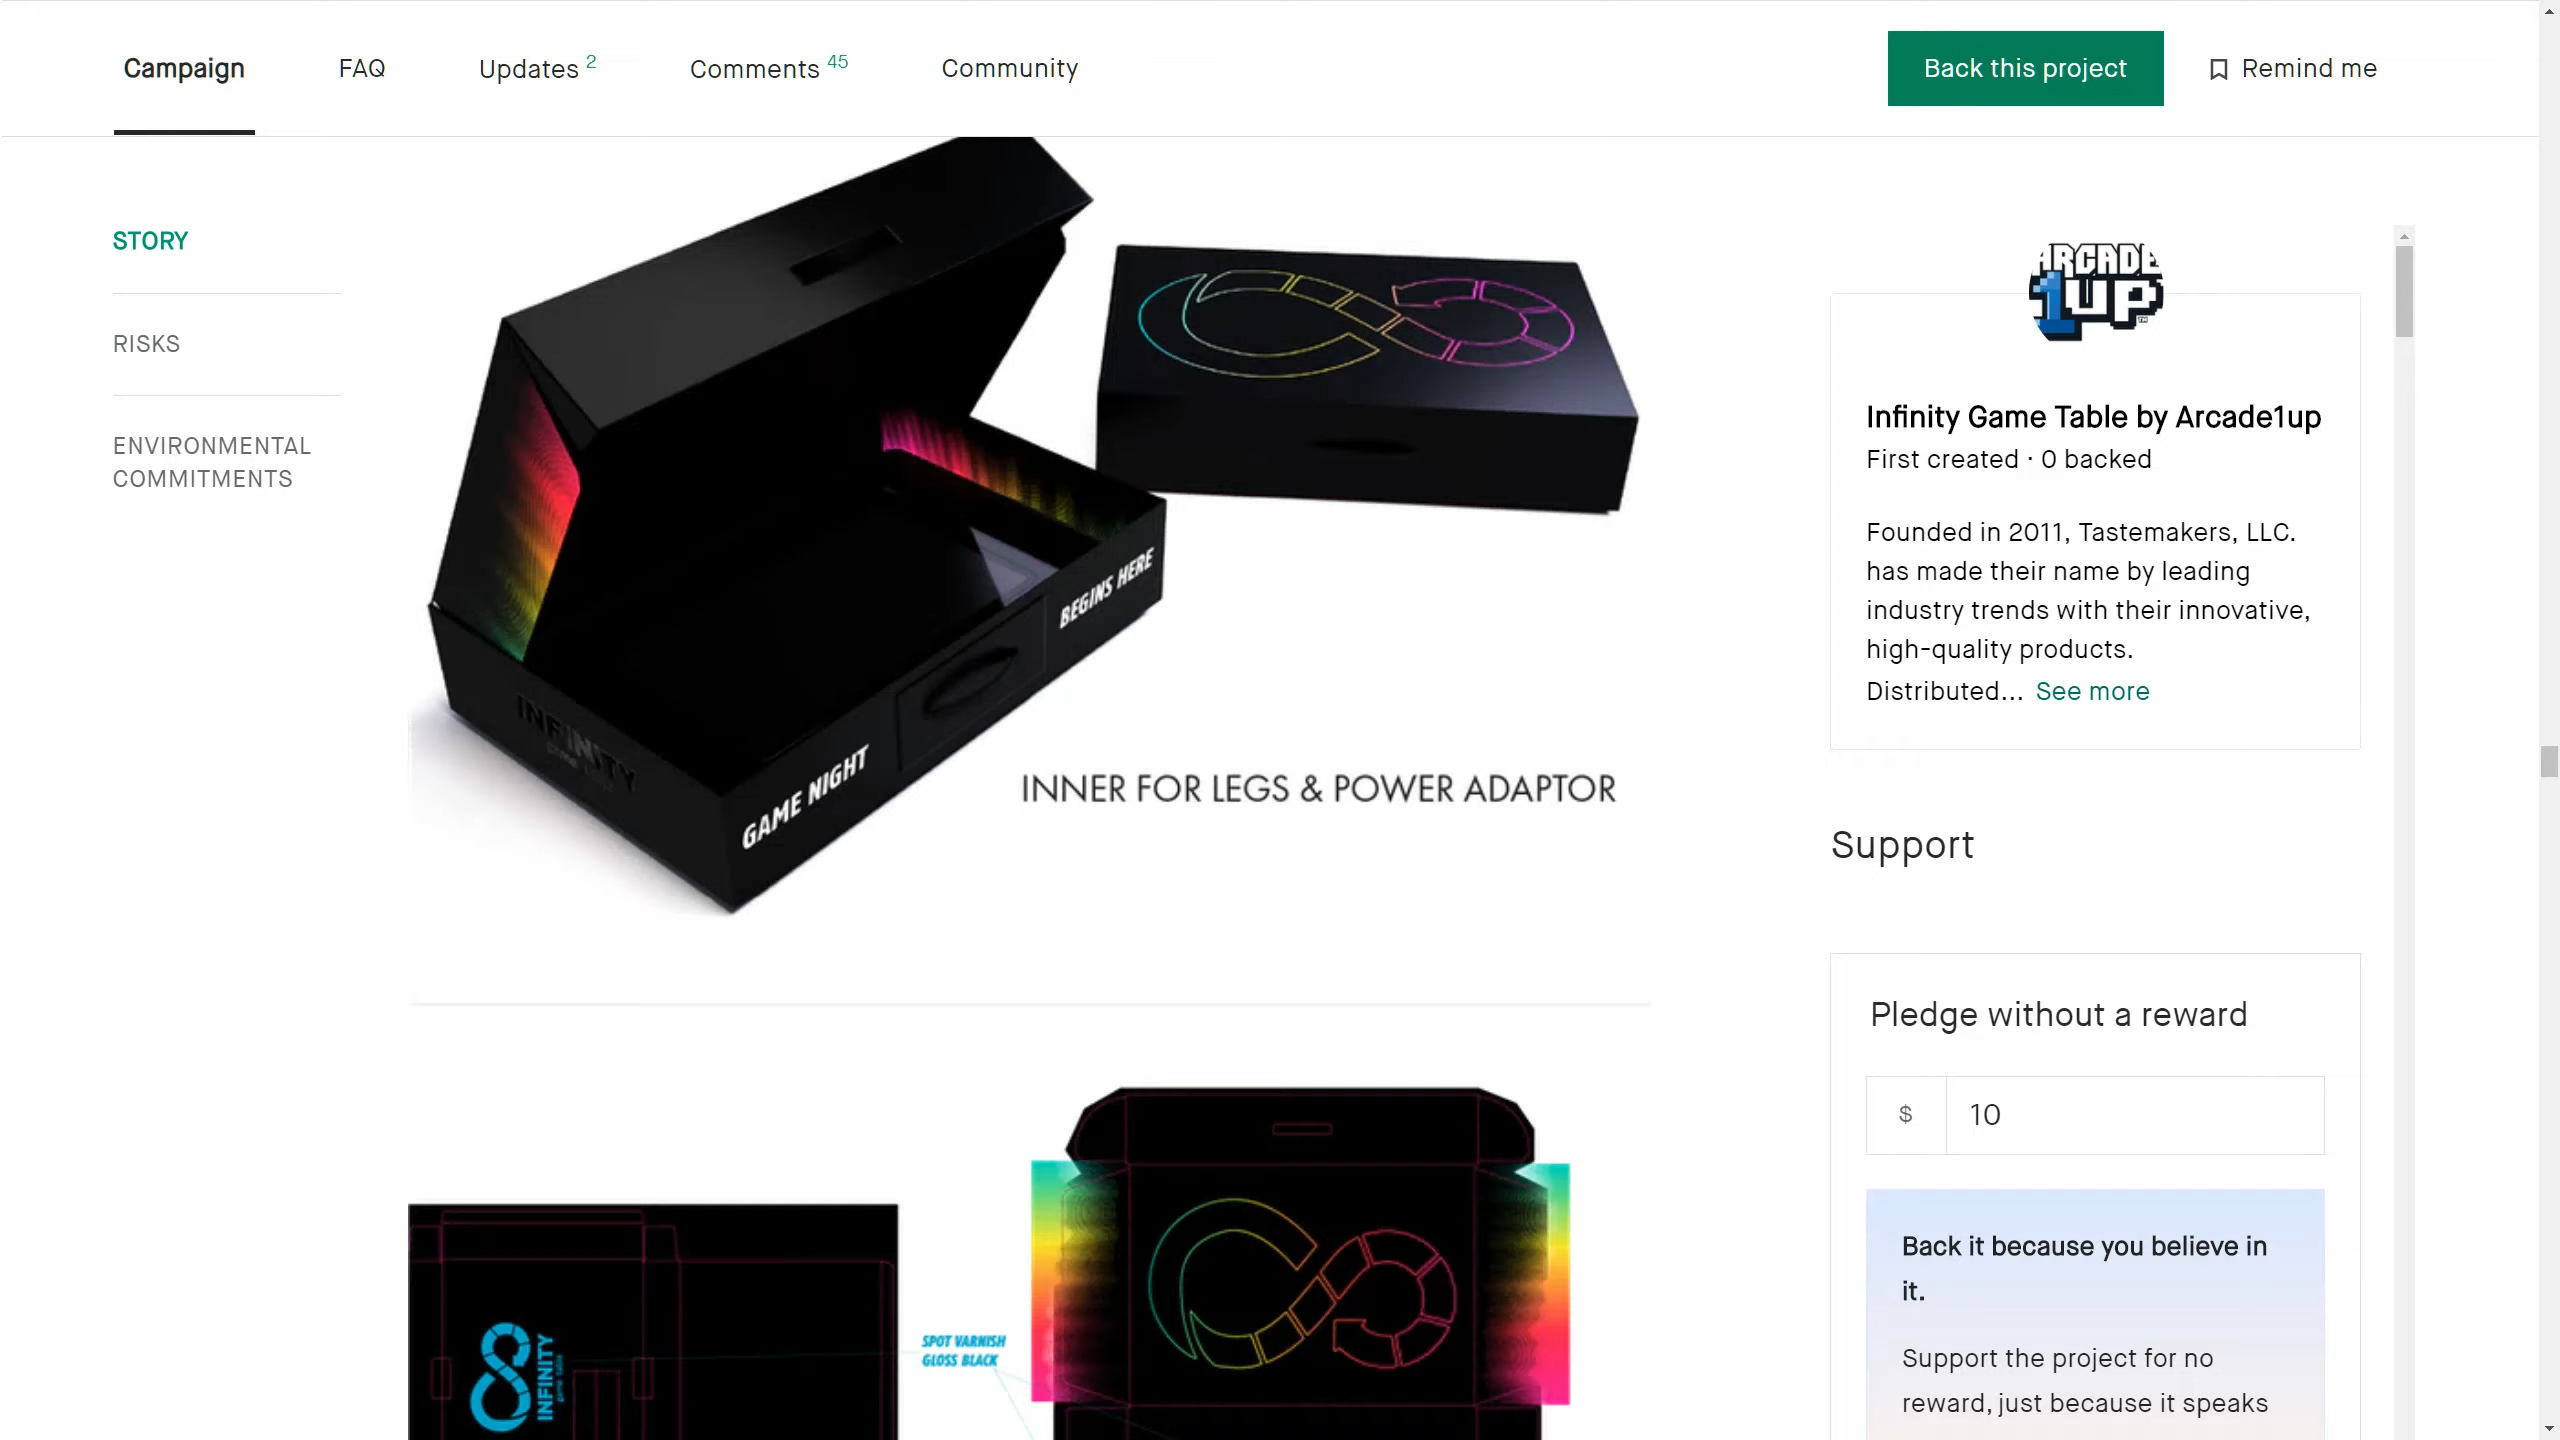 Campaign
FAQ
Updates 2
Comments 45
Community
Back this project
Remind me
STORY
RISKS
ENVIRONMENTAL
COMMITMENTS
INFINITY
GAME NIGHT
BEGINS HERE
INNER FOR LEGS & POWER ADAPTOR
INFINITY
game table
SPOT VARNISH
GLOSS BLACK
ARCADE
1UP
Infinity Game Table by Arcade1up
First created · 0 backed
Founded in 2011, Tastemakers, LLC.
has made their name by leading
industry trends with their innovative,
high-quality products.
Distributed... See more
Support
Pledge without a reward
$ 10
Back it because you believe in
it.
Support the project for no
reward, just because it speaks